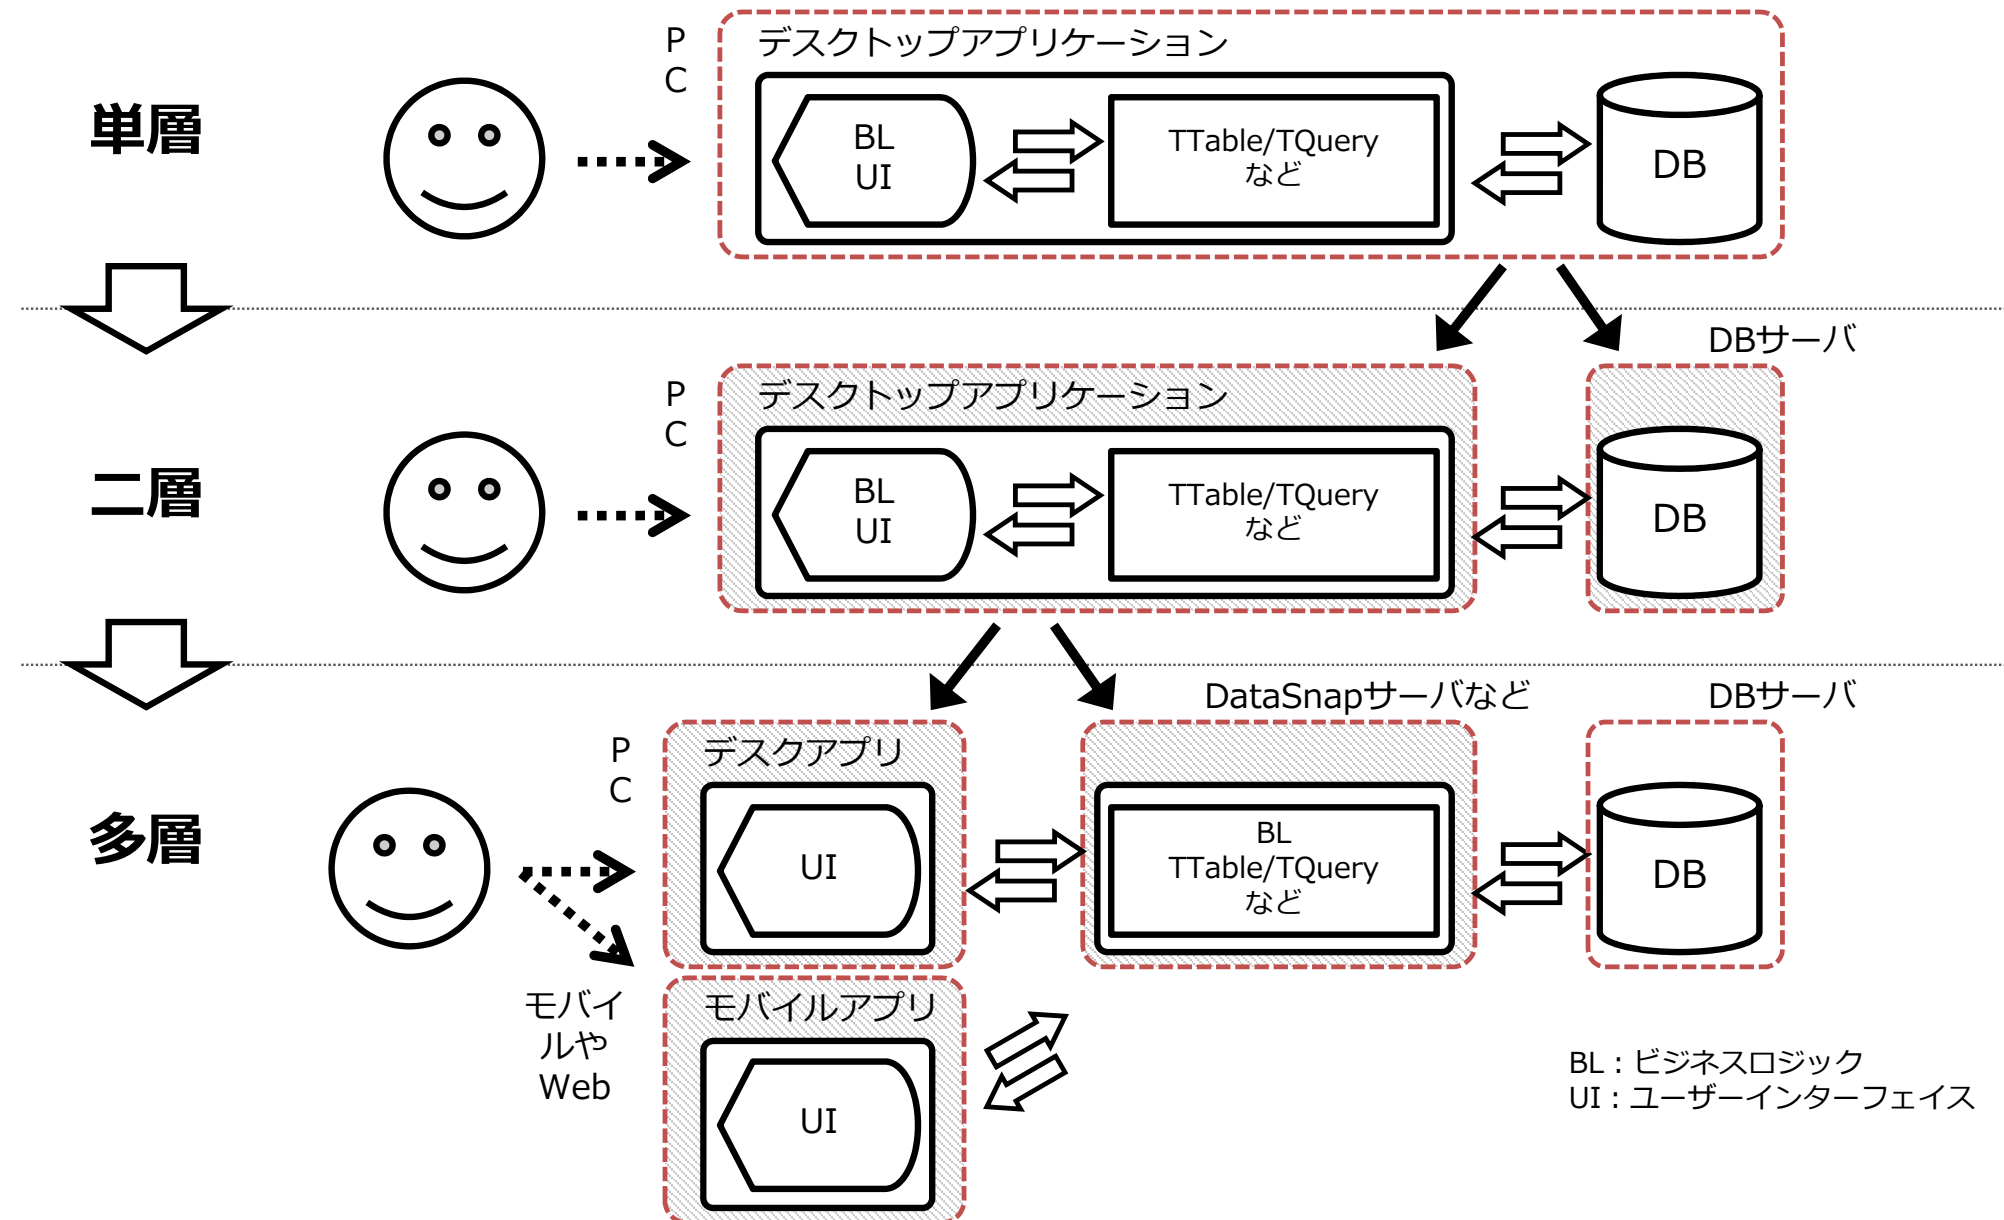 P
C
デスクトップアプリケーション
単層
BL
UI
TTable/TQuery
など
DB
DBサーバ
P
C
デスクトップアプリケーション
二層
BL
UI
TTable/TQuery
など
DB
DataSnapサーバなど
DBサーバ
P
C
デスクアプリ
多層
UI
BL
TTable/TQuery
など
DB
モバイ
ルや
Web
モバイルアプリ
UI
BL：ビジネスロジック
UI：ユーザーインターフェイス